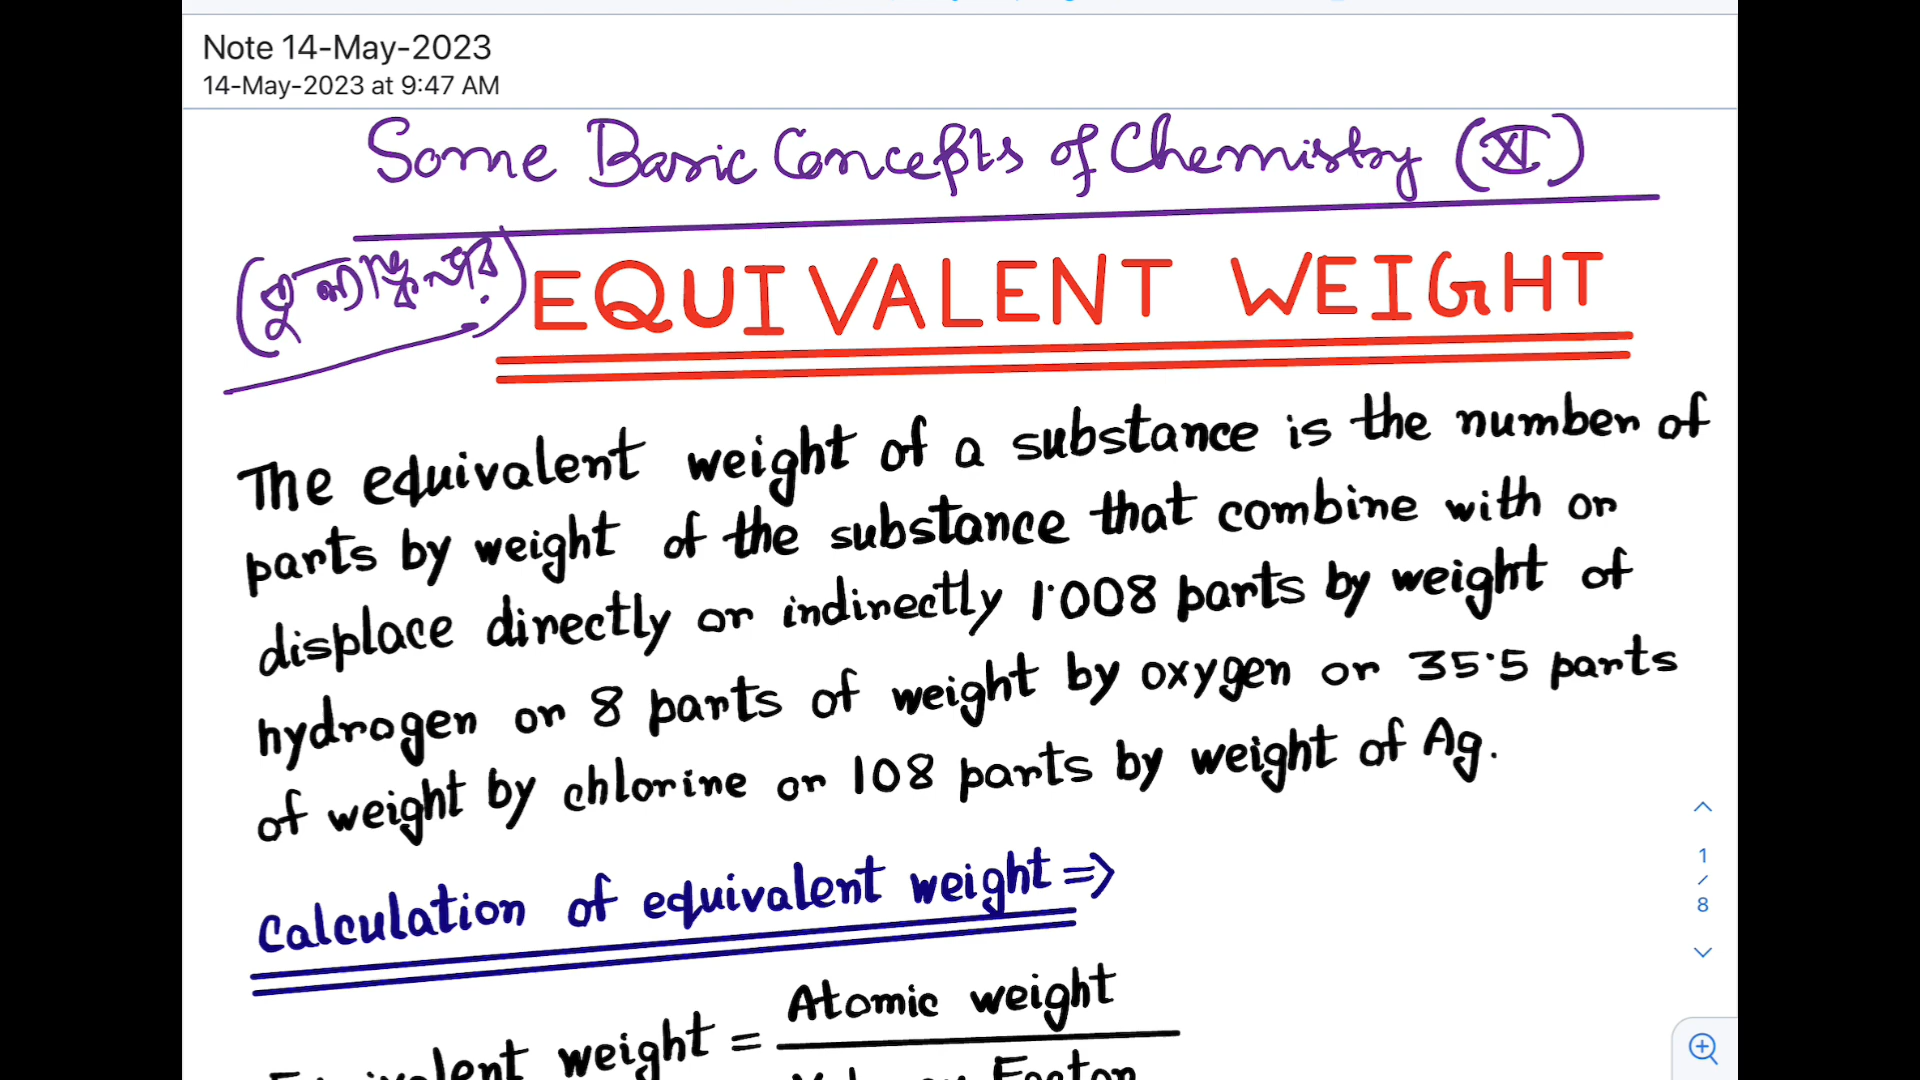 Note 14-May-2023
14-May-2023 at 9:47 AM
Some Basic Concepts of Chemistry (XI)
(তুল্যাঙ্কভার) EQUIVALENT WEIGHT
The equivalent weight of a substance is the number of
parts by weight of the substance that combine with or
displace directly or indirectly 1·008 parts by weight of
hydrogen or 8 parts of weight by oxygen or 35·5 parts
of weight by chlorine or 108 parts by weight of Ag.
Calculation of equivalent weight ⇒
Atomic weight
Equivalent weight =
Factor
1
/
8